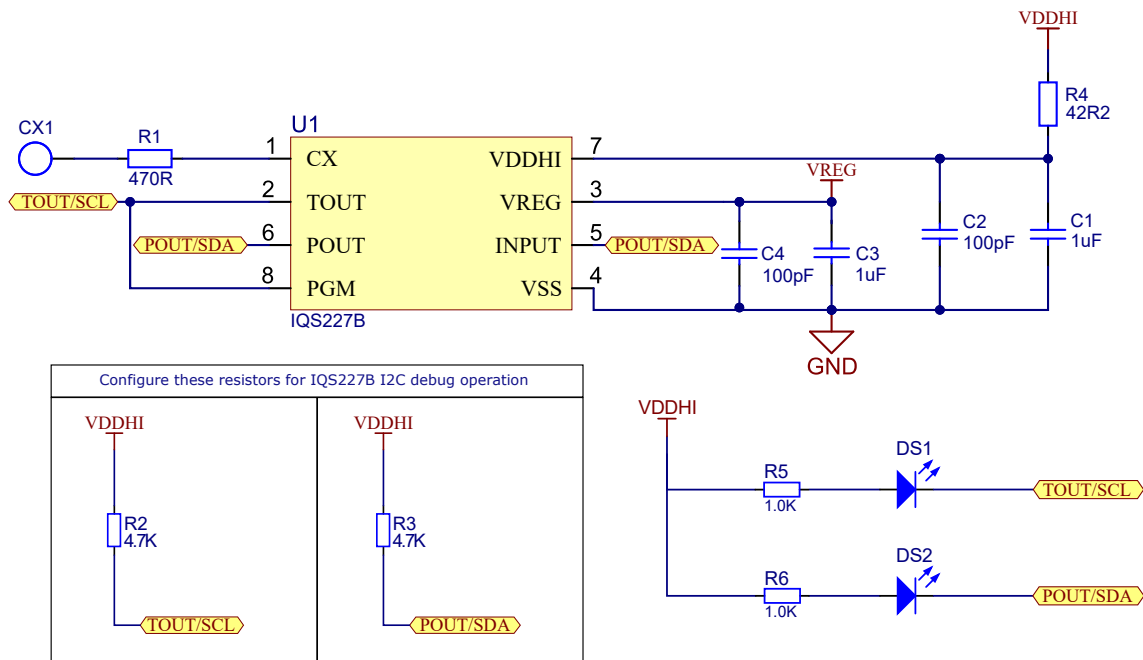 VDDHI
R4
42R2
CX1
R1
470R
U1
1
CX
2
TOUT
6
POUT
8
PGM
VDDHI
7
VREG
3
INPUT
5
VSS
4
IQS227B
TOUT/SCL
POUT/SDA
POUT/SDA
VREG
C4
100pF
C3
1uF
C2
100pF
C1
1uF
GND
Configure these resistors for IQS227B I2C debug operation
VDDHI
R2
4.7K
TOUT/SCL
VDDHI
R3
4.7K
POUT/SDA
VDDHI
R5
1.0K
DS1
TOUT/SCL
R6
1.0K
DS2
POUT/SDA